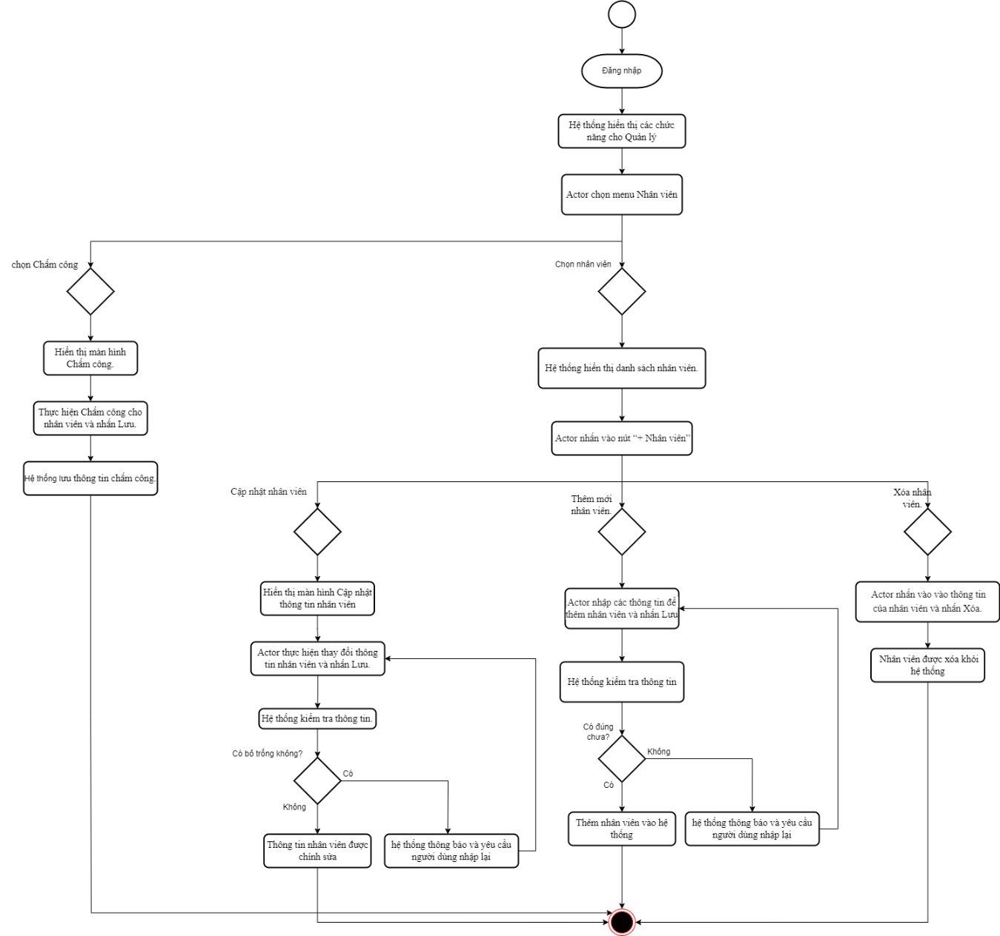 Đăng nhập
Hệ thống hiển thị các chức
năng cho Quản lý
Actor chọn menu Nhân viên
chọn Chấm công
Chọn nhân viên
Hiển thị màn hình
Chấm công.
Hệ thống hiển thị danh sách nhân viên.
Thực hiện Chấm công cho
nhân viên và nhấn Lưu.
Actor nhấn vào nút “+ Nhân viên”
Hệ thống lưu thông tin chấm công.
Cập nhật nhân viên
Thêm mới
nhân viên.
Xóa nhân
viên.
Hiển thị màn hình Cập nhật
thông tin nhân viên
Actor nhập các thông tin để
thêm nhân viên và nhấn Lưu
Actor nhấn vào vào thông tin
của nhân viên và nhấn Xóa.
Actor thực hiện thay đổi thông
tin nhân viên và nhấn Lưu.
Nhân viên được xóa khỏi
hệ thống
Hệ thống kiểm tra thông tin
Hệ thống kiểm tra thông tin.
Có đúng
chưa?
Có bỏ trống không?
Không
Có
Có
Không
Thêm nhân viên vào hệ
thống
hệ thống thông báo và yêu cầu
người dùng nhập lại
Thông tin nhân viên được
chỉnh sửa
hệ thống thông báo và yêu cầu
người dùng nhập lại